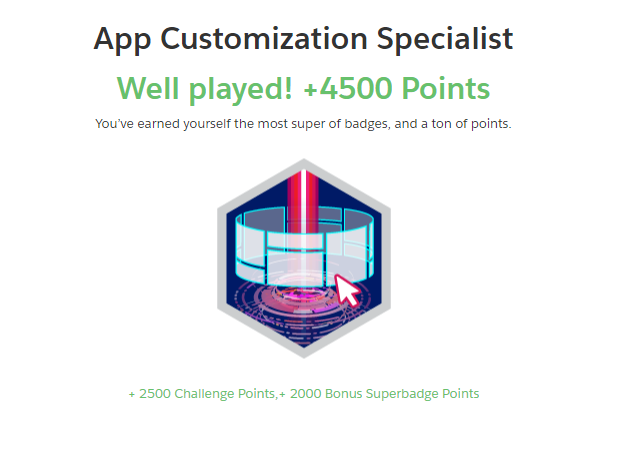 App Customization Specialist
Well played! +4500 Points
You've earned yourself the most super of badges, and a ton of points.
+ 2500 Challenge Points,+ 2000 Bonus Superbadge Points